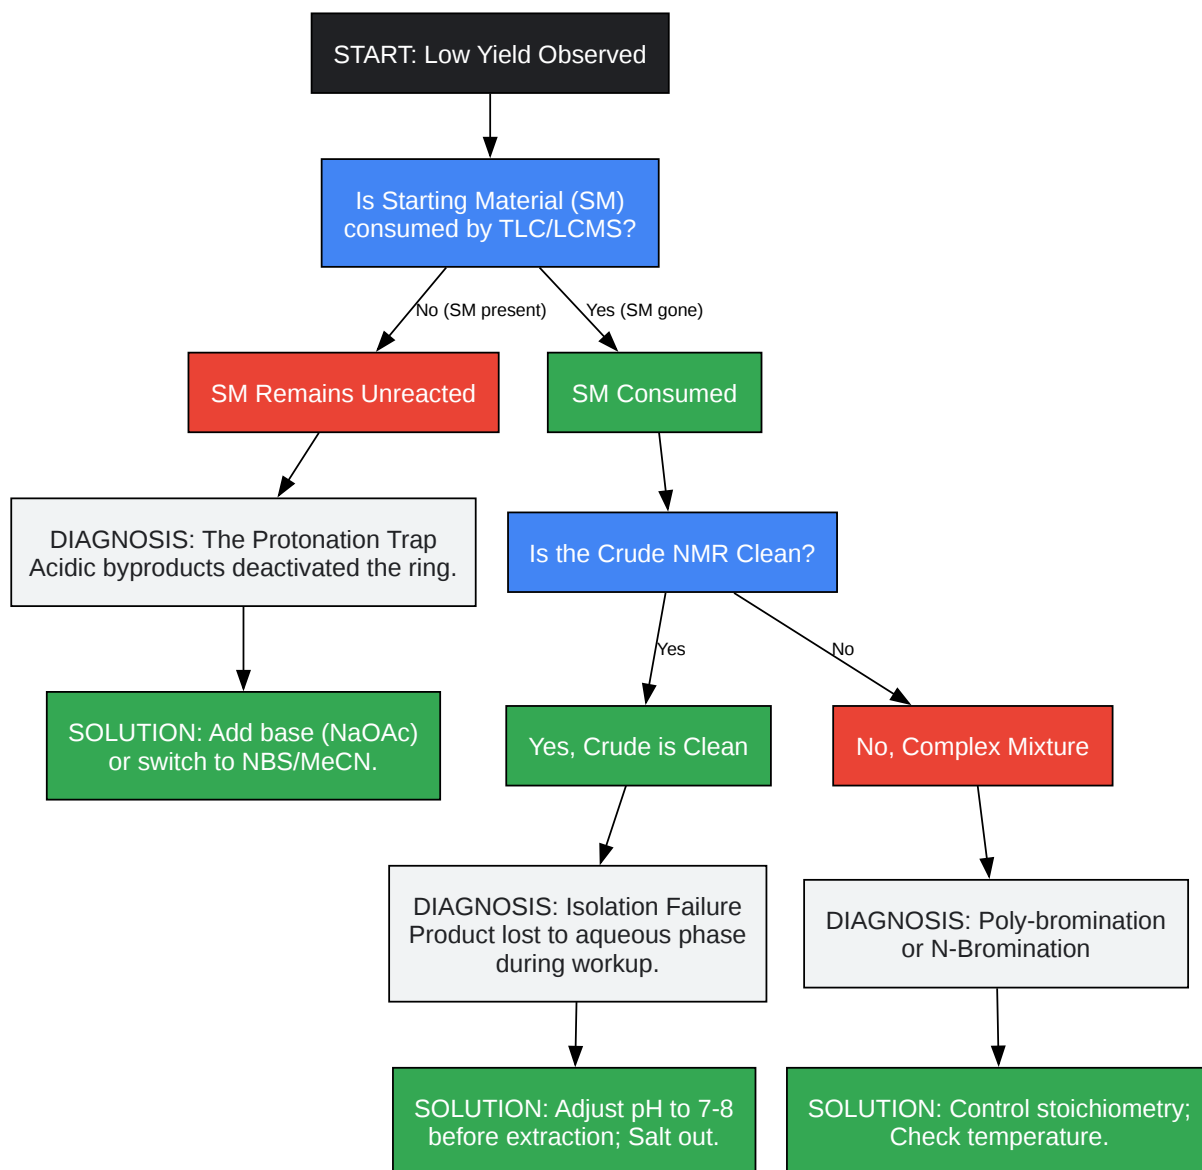 START: Low Yield Observed
Is Starting Material (SM)
consumed by TLC/LCMS?
No (SM present)
Yes (SM gone)
SM Remains Unreacted
SM Consumed
DIAGNOSIS: The Protonation Trap
Acidic byproducts deactivated the ring.
Is the Crude NMR Clean?
Yes
No
SOLUTION: Add base (NaOAc)
or switch to NBS/MeCN.
Yes, Crude is Clean
No, Complex Mixture
DIAGNOSIS: Isolation Failure
Product lost to aqueous phase
during workup.
DIAGNOSIS: Poly-bromination
or N-Bromination
SOLUTION: Adjust pH to 7-8
before extraction; Salt out.
SOLUTION: Control stoichiometry;
Check temperature.